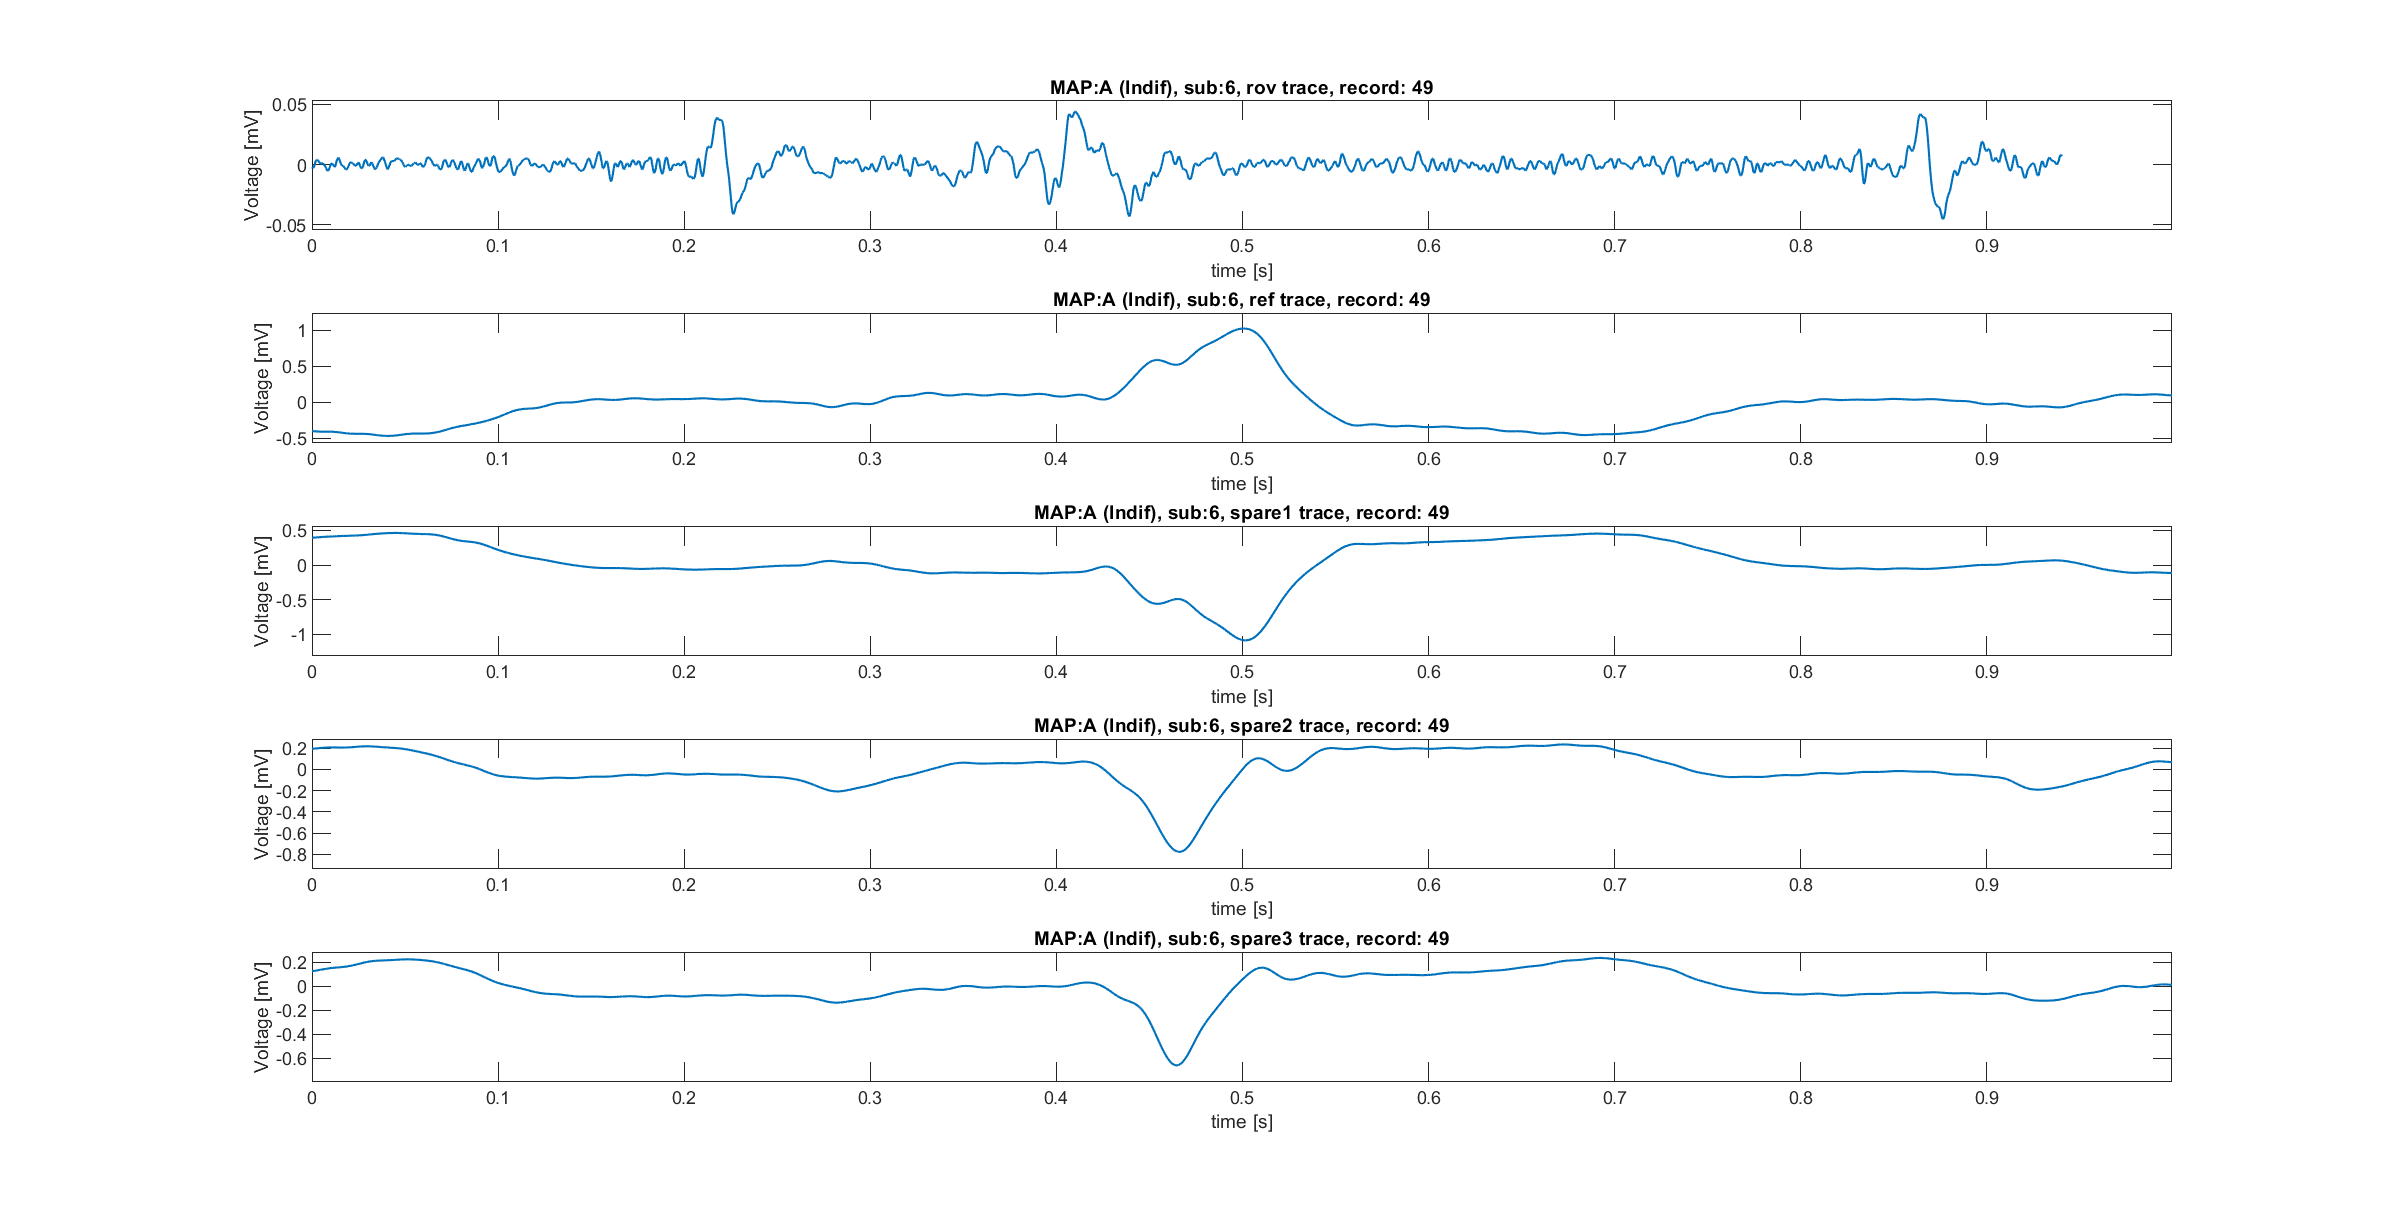 MAP:A (Indif), sub:6, rov trace, record: 49
Voltage [mV]
0.05
0
-0.05
0 0.1 0.2 0.3 0.4 0.5 0.6 0.7 0.8 0.9
time [s]
MAP:A (Indif), sub:6, ref trace, record: 49
Voltage [mV]
1
0.5
0
-0.5
0 0.1 0.2 0.3 0.4 0.5 0.6 0.7 0.8 0.9
time [s]
MAP:A (Indif), sub:6, spare1 trace, record: 49
Voltage [mV]
0.5
0
-0.5
-1
0 0.1 0.2 0.3 0.4 0.5 0.6 0.7 0.8 0.9
time [s]
MAP:A (Indif), sub:6, spare2 trace, record: 49
Voltage [mV]
0.2
0
-0.2
-0.4
-0.6
-0.8
0 0.1 0.2 0.3 0.4 0.5 0.6 0.7 0.8 0.9
time [s]
MAP:A (Indif), sub:6, spare3 trace, record: 49
Voltage [mV]
0.2
0
-0.2
-0.4
-0.6
0 0.1 0.2 0.3 0.4 0.5 0.6 0.7 0.8 0.9
time [s]